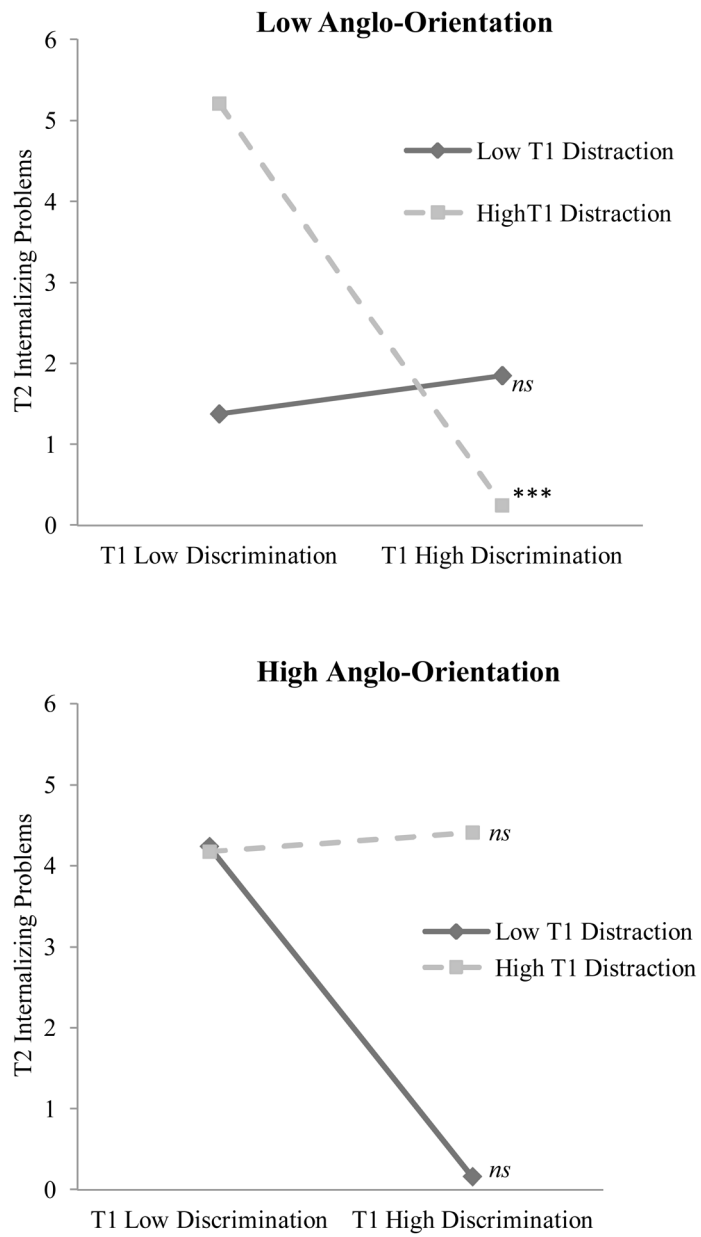 Low Anglo-Orientation
6
5
4
3
2
1
0
T2 Internalizing Problems
Low T1 Distraction
HighT1 Distraction
ns
***
T1 Low Discrimination
T1 High Discrimination
High Anglo-Orientation
6
5
4
3
2
1
0
T2 Internalizing Problems
ns
Low T1 Distraction
High T1 Distraction
ns
T1 Low Discrimination
T1 High Discrimination